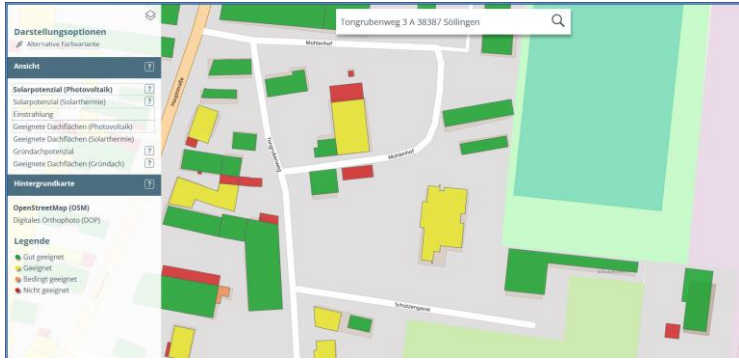 Darstellungsoptionen
Alternative Farbvariante
Ansicht ?
Solarpotenzial (Photovoltaik) ?
Solarpotenzial (Solarthermie) ?
Einstrahlung
Geeignete Dachflächen (Photovoltaik)
Geeignete Dachflächen (Solarthermie)
Gründachpotenzial ?
Geeignete Dachflächen (Gründach) ?
Hintergrundkarte ?
OpenStreetMap (OSM)
Digitales Orthophoto (DOP)
Legende
Gut geeignet
Geeignet
Bedingt geeignet
Nicht geeignet
Tongrubenweg 3 A 38387 Söllingen
Mühlenhof
Hauptstraße
Tongrubenweg
Mühlenhof
Schützengasse